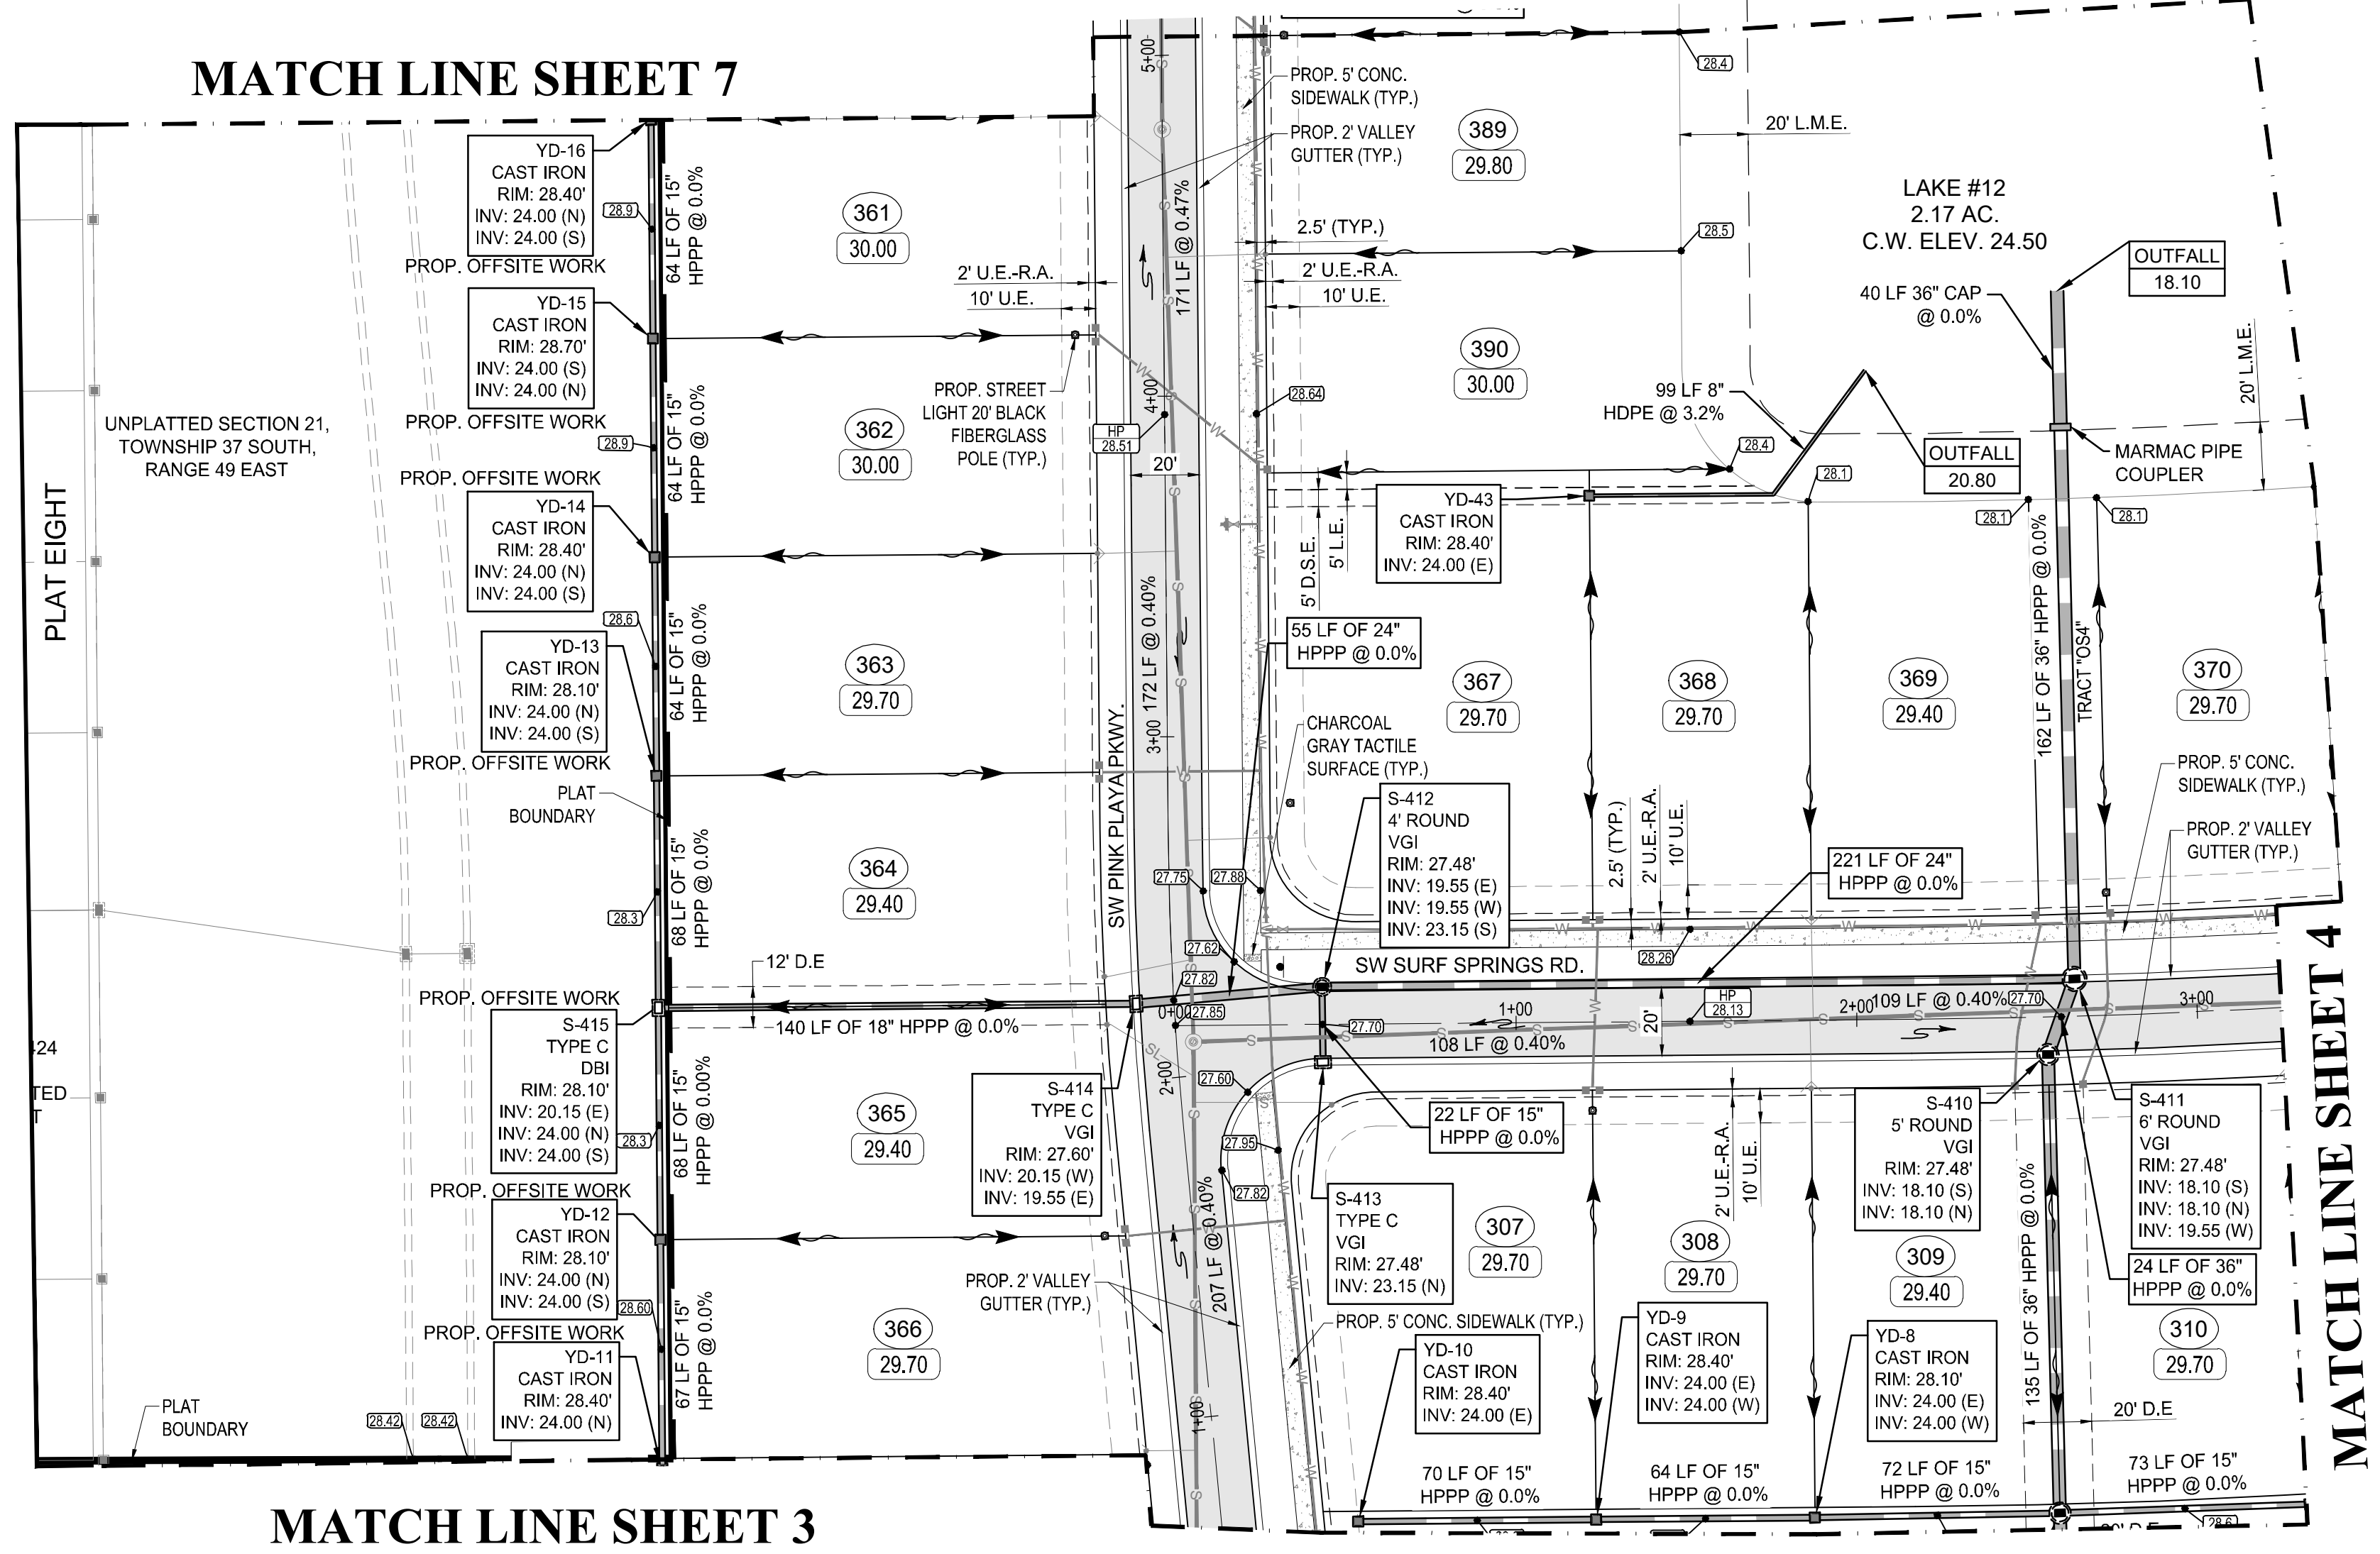 MATCH LINE SHEET 7
PLAT EIGHT
UNPLATTED SECTION 21,
TOWNSHIP 37 SOUTH,
RANGE 49 EAST
YD-16
CAST IRON
RIM: 28.40'
INV: 24.00 (N)
INV: 24.00 (S)
PROP. OFFSITE WORK
28.9
64 LF OF 15"
HPPP @ 0.0%
YD-15
CAST IRON
RIM: 28.70'
INV: 24.00 (S)
INV: 24.00 (N)
PROP. OFFSITE WORK
28.9
64 LF OF 15"
HPPP @ 0.0%
PROP. OFFSITE WORK
YD-14
CAST IRON
RIM: 28.40'
INV: 24.00 (N)
INV: 24.00 (S)
28.6
64 LF OF 15"
HPPP @ 0.0%
YD-13
CAST IRON
RIM: 28.10'
INV: 24.00 (N)
INV: 24.00 (S)
PROP. OFFSITE WORK
PLAT
BOUNDARY
28.3
68 LF OF 15"
HPPP @ 0.0%
PROP. OFFSITE WORK
S-415
TYPE C
DBI
RIM: 28.10'
INV: 20.15 (E)
INV: 24.00 (N)
INV: 24.00 (S)
28.3
68 LF OF 15"
HPPP @ 0.00%
PROP. OFFSITE WORK
YD-12
CAST IRON
RIM: 28.10'
INV: 24.00 (N)
INV: 24.00 (S)
28.60
67 LF OF 15"
HPPP @ 0.0%
PROP. OFFSITE WORK
YD-11
CAST IRON
RIM: 28.40'
INV: 24.00 (N)
PLAT
BOUNDARY
28.42
28.42
424
TED
T
MATCH LINE SHEET 3
361
30.00
362
30.00
363
29.70
364
29.40
365
29.40
366
29.70
2' U.E.-R.A.
10' U.E.
PROP. STREET
LIGHT 20' BLACK
FIBERGLASS
POLE (TYP.)
HP
28.51
20'
12' D.E
140 LF OF 18" HPPP @ 0.0%
S-414
TYPE C
VGI
RIM: 27.60'
INV: 20.15 (W)
INV: 19.55 (E)
PROP. 2' VALLEY
GUTTER (TYP.)
SW PINK PLAYA PKWY.
5+00
171 LF @ 0.47%
4+00
172 LF @ 0.40%
3+00
2+00
207 LF @ 0.40%
1+00
PROP. 5' CONC.
SIDEWALK (TYP.)
PROP. 2' VALLEY
GUTTER (TYP.)
2.5' (TYP.)
2' U.E.-R.A.
10' U.E.
28.64
389
29.80
390
30.00
28.4
28.5
20' L.M.E.
LAKE #12
2.17 AC.
C.W. ELEV. 24.50
OUTFALL
18.10
40 LF 36" CAP
@ 0.0%
20' L.M.E.
99 LF 8"
HDPE @ 3.2%
28.4
28.1
OUTFALL
20.80
MARMAC PIPE
COUPLER
28.1
28.1
YD-43
CAST IRON
RIM: 28.40'
INV: 24.00 (E)
5' D.S.E.
5' L.E.
55 LF OF 24"
HPPP @ 0.0%
367
29.70
368
29.70
369
29.40
370
29.70
162 LF OF 36" HPPP @ 0.0%
TRACT "OS4"
CHARCOAL
GRAY TACTILE
SURFACE (TYP.)
S-412
4' ROUND
VGI
RIM: 27.48'
INV: 19.55 (E)
INV: 19.55 (W)
INV: 23.15 (S)
2.5' (TYP.)
2' U.E.-R.A.
10' U.E.
221 LF OF 24"
HPPP @ 0.0%
PROP. 5' CONC.
SIDEWALK (TYP.)
PROP. 2' VALLEY
GUTTER (TYP.)
27.75
27.88
27.62
27.82
27.85
0+00
SW SURF SPRINGS RD.
28.26
HP
28.13
1+00
2+00
109 LF @ 0.40%
27.70
3+00
27.70
108 LF @ 0.40%
20'
SL
27.60
27.95
27.82
22 LF OF 15"
HPPP @ 0.0%
S-413
TYPE C
VGI
RIM: 27.48'
INV: 23.15 (N)
PROP. 5' CONC. SIDEWALK (TYP.)
307
29.70
308
29.70
309
29.40
310
29.70
2' U.E.-R.A.
10' U.E.
S-410
5' ROUND
VGI
RIM: 27.48'
INV: 18.10 (S)
INV: 18.10 (N)
S-411
6' ROUND
VGI
RIM: 27.48'
INV: 18.10 (S)
INV: 18.10 (N)
INV: 19.55 (W)
24 LF OF 36"
HPPP @ 0.0%
135 LF OF 36" HPPP @ 0.0%
20' D.E
YD-10
CAST IRON
RIM: 28.40'
INV: 24.00 (E)
YD-9
CAST IRON
RIM: 28.40'
INV: 24.00 (E)
INV: 24.00 (W)
YD-8
CAST IRON
RIM: 28.10'
INV: 24.00 (E)
INV: 24.00 (W)
70 LF OF 15"
HPPP @ 0.0%
64 LF OF 15"
HPPP @ 0.0%
72 LF OF 15"
HPPP @ 0.0%
73 LF OF 15"
HPPP @ 0.0%
28.6
MATCH LINE SHEET 4